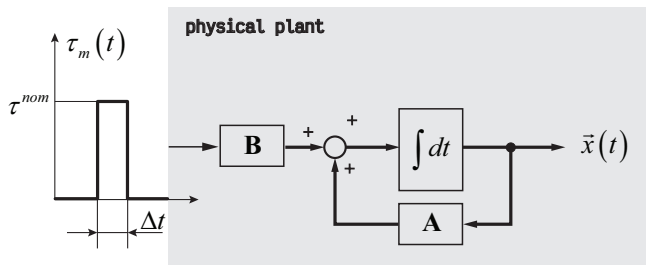 physical plant
τₘ(t)
τⁿᵒᵐ
Δt
B
+
+
+
+
∫dt
x⃗(t)
A